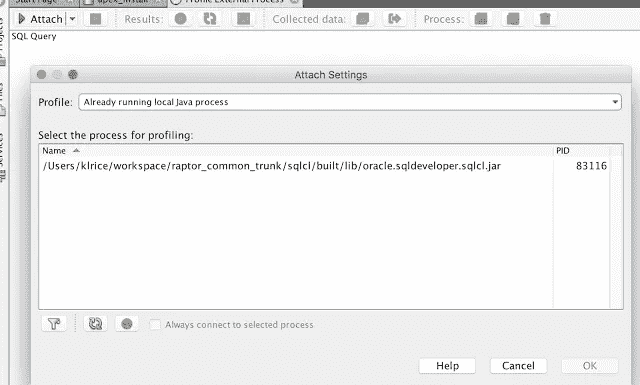 Start Page apex_install Profile External Process
Attach Results: Collected data: Process:
SQL Query
Attach Settings
Profile: Already running local Java process
Select the process for profiling:
Name PID
/Users/klrice/workspace/raptor_common_trunk/sqlcl/built/lib/oracle.sqldeveloper.sqlcl.jar 83116
Always connect to selected process
Help Cancel OK
Services